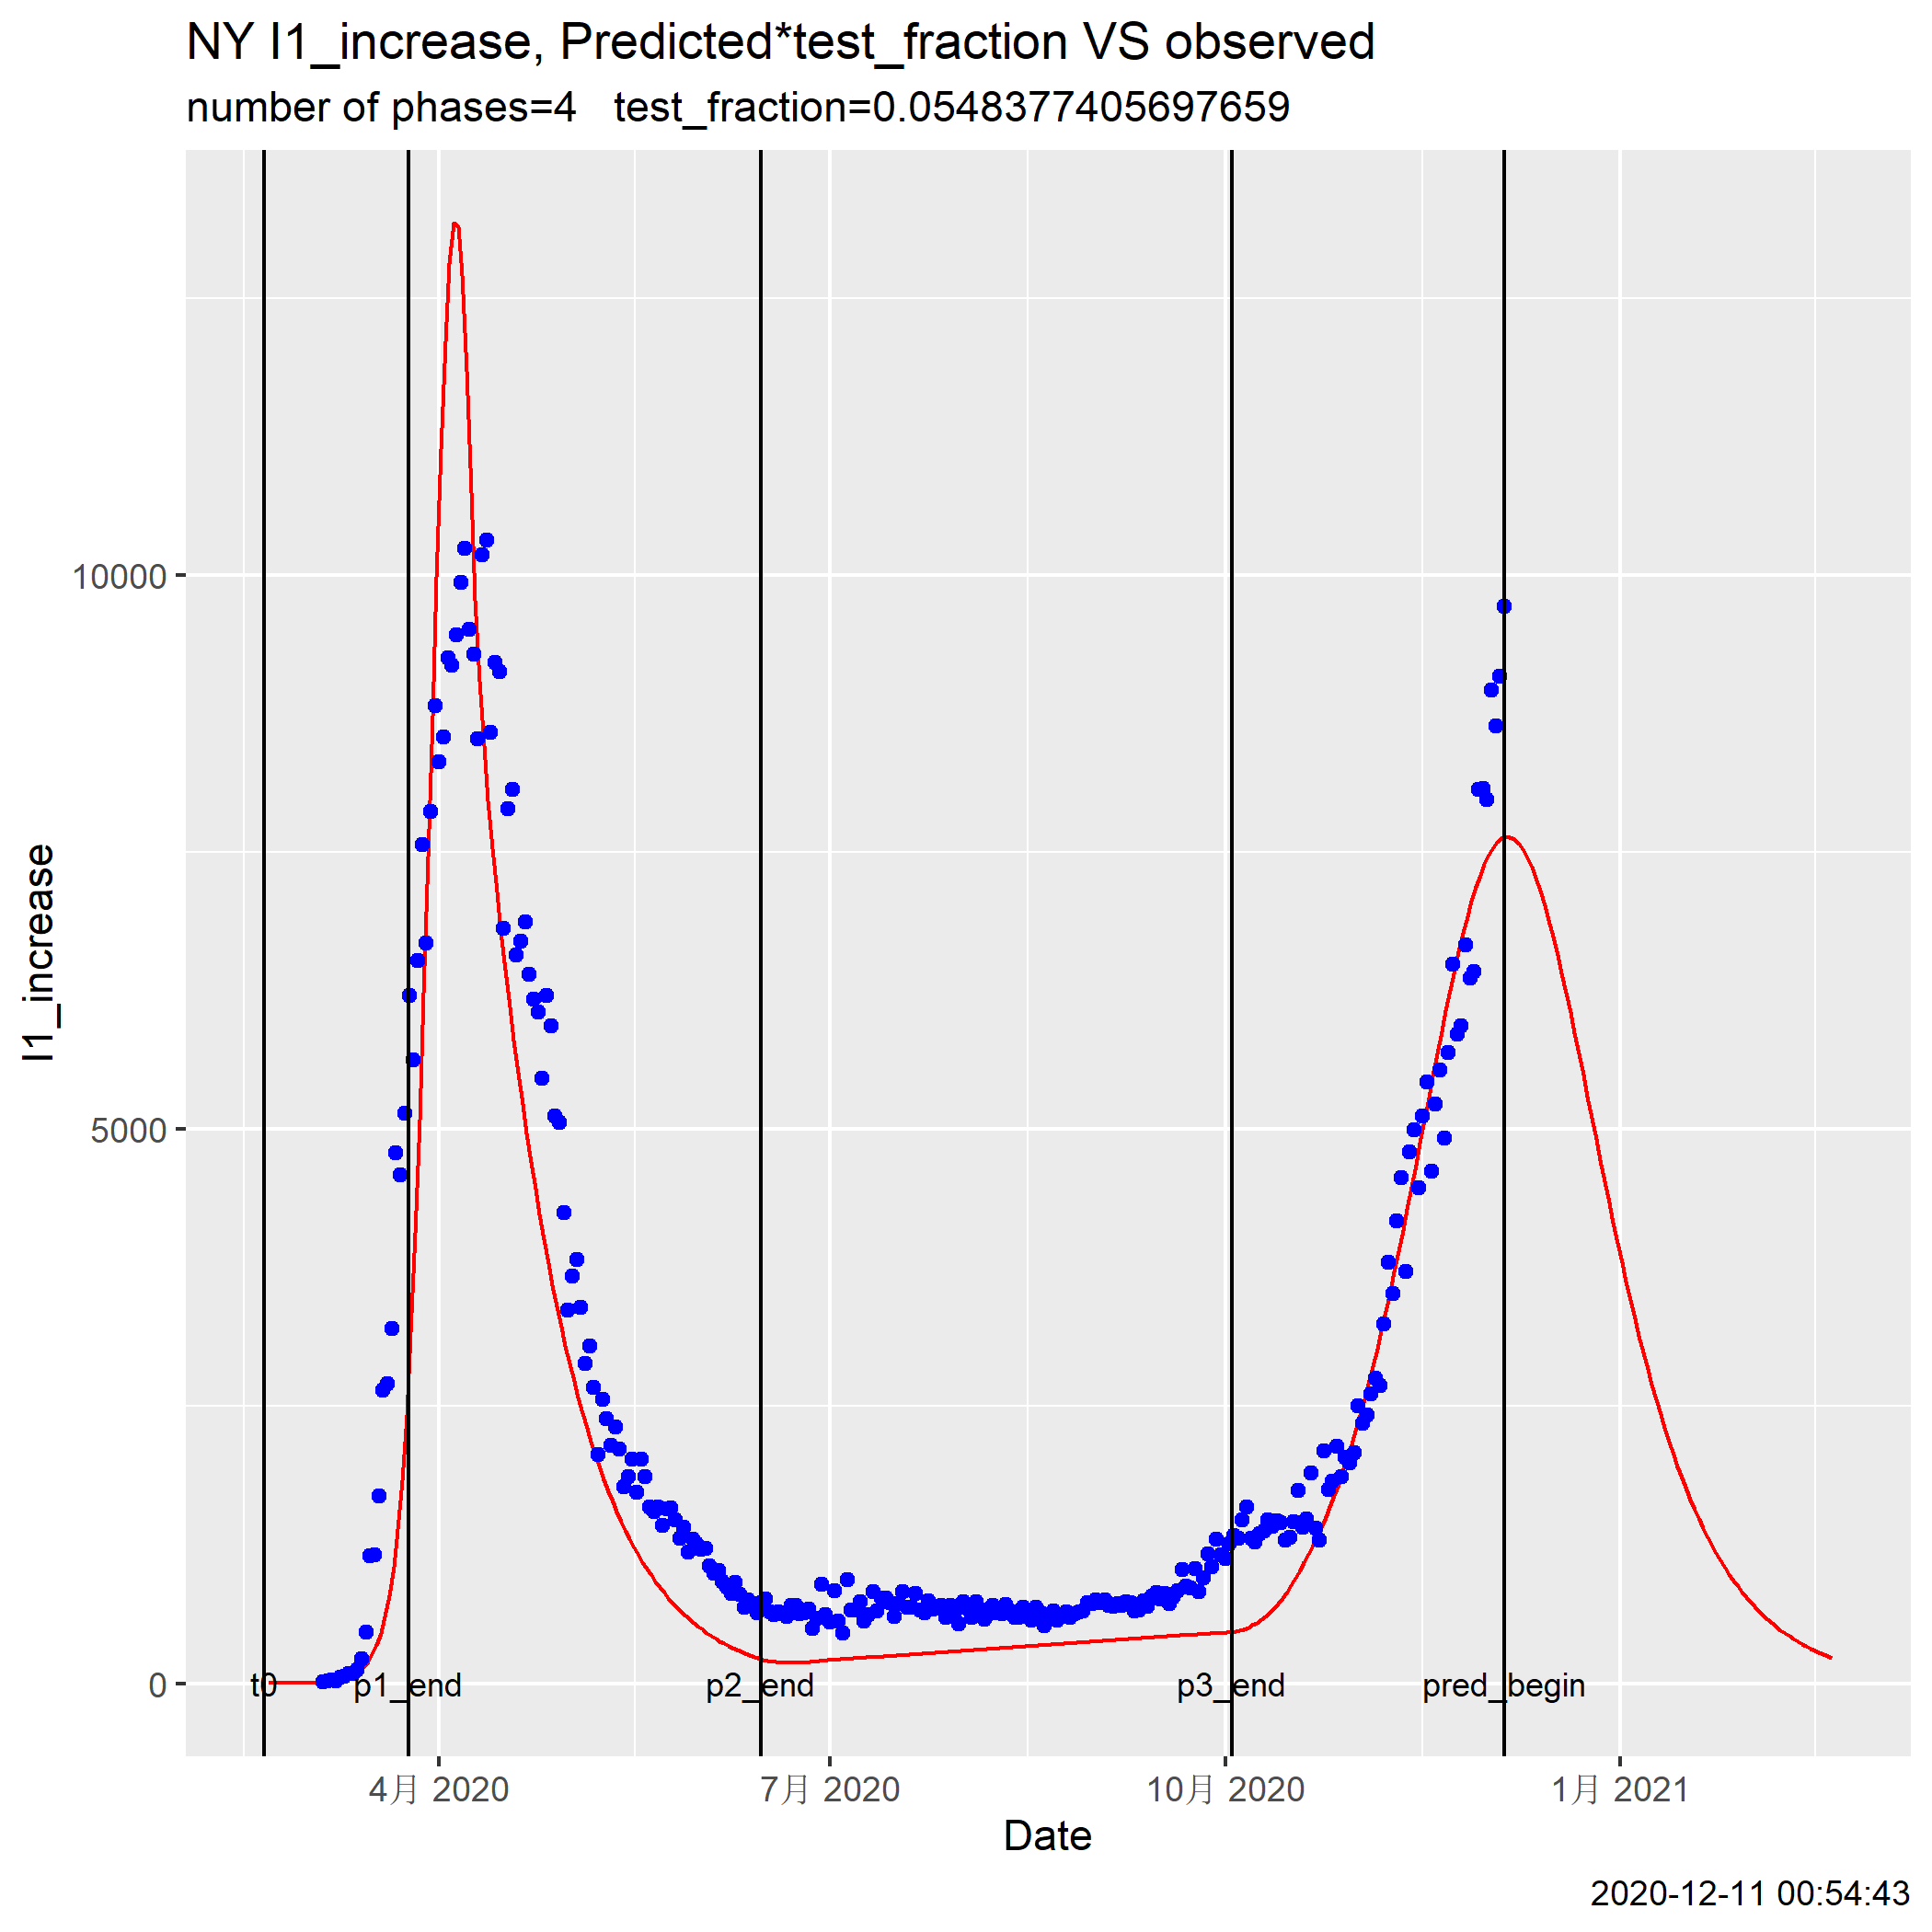 NY I1_increase, Predicted*test_fraction VS observed
number of phases=4   test_fraction=0.0548377405697659
I1_increase
10000
5000
0
t0
p1_end
p2_end
p3_end
pred_begin
4月 2020
7月 2020
10月 2020
1月 2021
Date
2020-12-11 00:54:43